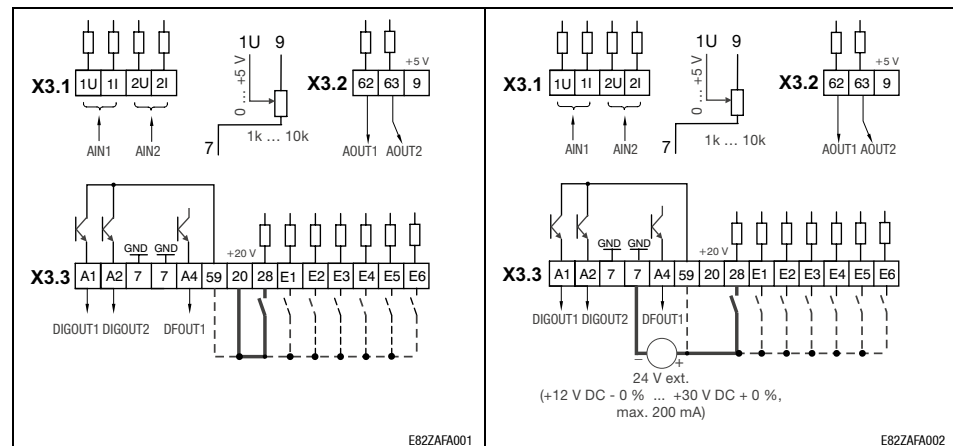 1U 9
+5 V
X3.1 1U 1I 2U 2I
0 ... +5 V
X3.2 62 63 9
1k ... 10k
7
AIN1 AIN2
AOUT1 AOUT2
GND GND
+20 V
X3.3 A1 A2 7 7 A4 59 20 28 E1 E2 E3 E4 E5 E6
DIGOUT1 DIGOUT2 DFOUT1
E82ZAFA001
1U 9
+5 V
X3.1 1U 1I 2U 2I
0 ... +5 V
X3.2 62 63 9
1k ... 10k
7
AIN1 AIN2
AOUT1 AOUT2
GND GND
+20 V
X3.3 A1 A2 7 7 A4 59 20 28 E1 E2 E3 E4 E5 E6
DIGOUT1 DIGOUT2 DFOUT1
− +
24 V ext.
(+12 V DC - 0 % ... +30 V DC + 0 %,
max. 200 mA)
E82ZAFA002